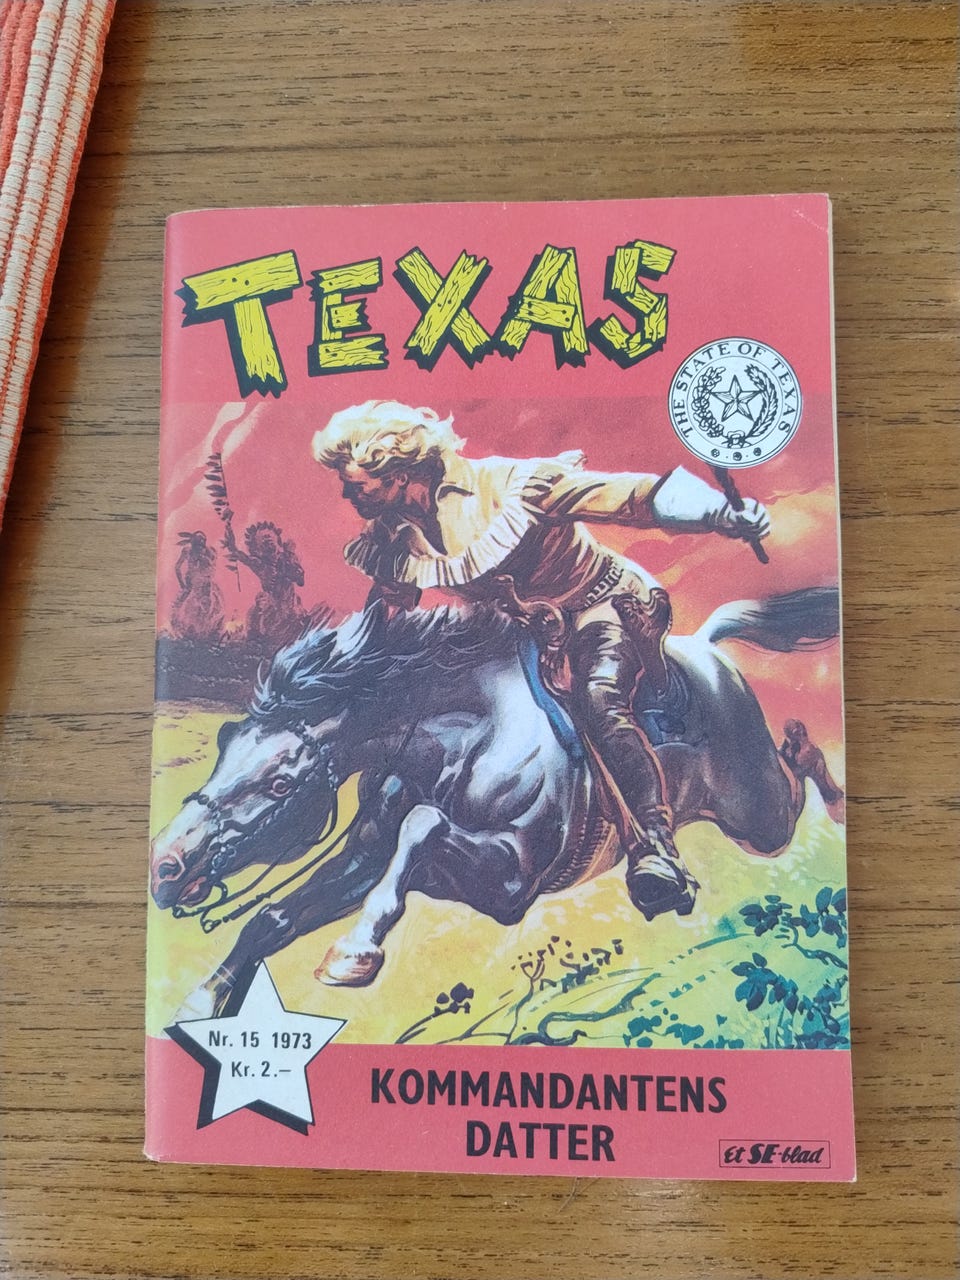 TEXAS
THE STATE OF TEXAS
Nr. 15 1973
Kr. 2.–
KOMMANDANTENS
DATTER
Et SE-blad